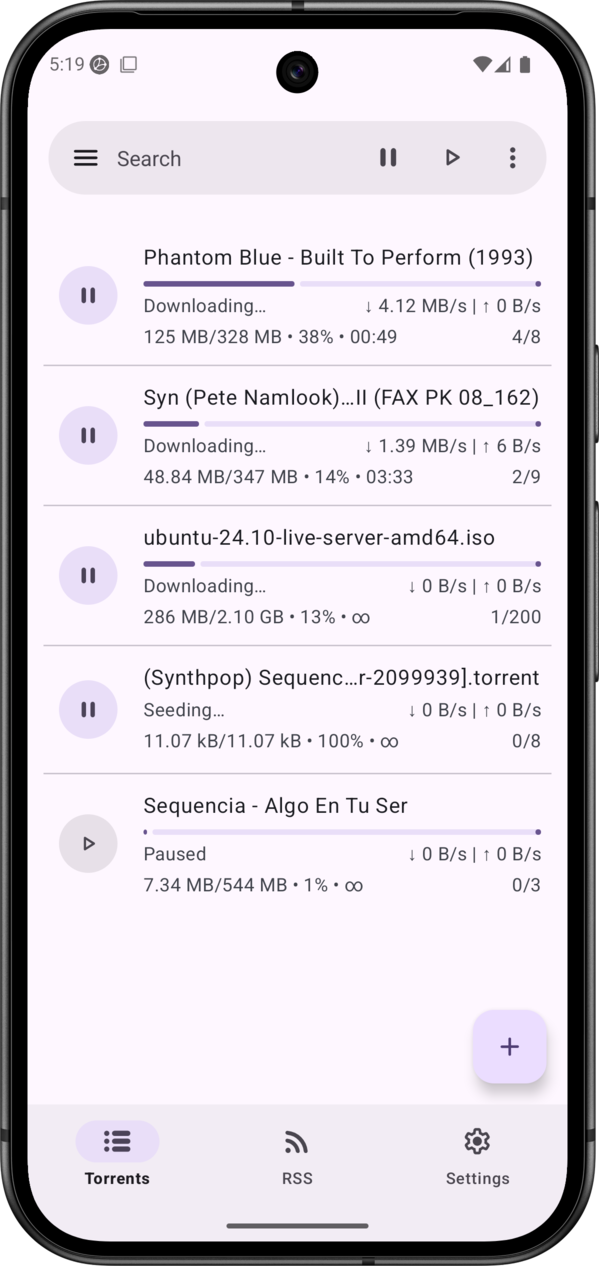 5:19
Search
Phantom Blue - Built To Perform (1993)
Downloading... ↓ 4.12 MB/s | ↑ 0 B/s
125 MB/328 MB • 38% • 00:49 4/8
Syn (Pete Namlook)...II (FAX PK 08_162)
Downloading... ↓ 1.39 MB/s | ↑ 6 B/s
48.84 MB/347 MB • 14% • 03:33 2/9
ubuntu-24.10-live-server-amd64.iso
Downloading... ↓ 0 B/s | ↑ 0 B/s
286 MB/2.10 GB • 13% • ∞ 1/200
(Synthpop) Sequenc...r-2099939].torrent
Seeding... ↓ 0 B/s | ↑ 0 B/s
11.07 kB/11.07 kB • 100% • ∞ 0/8
Sequencia - Algo En Tu Ser
Paused ↓ 0 B/s | ↑ 0 B/s
7.34 MB/544 MB • 1% • ∞ 0/3
Torrents RSS Settings